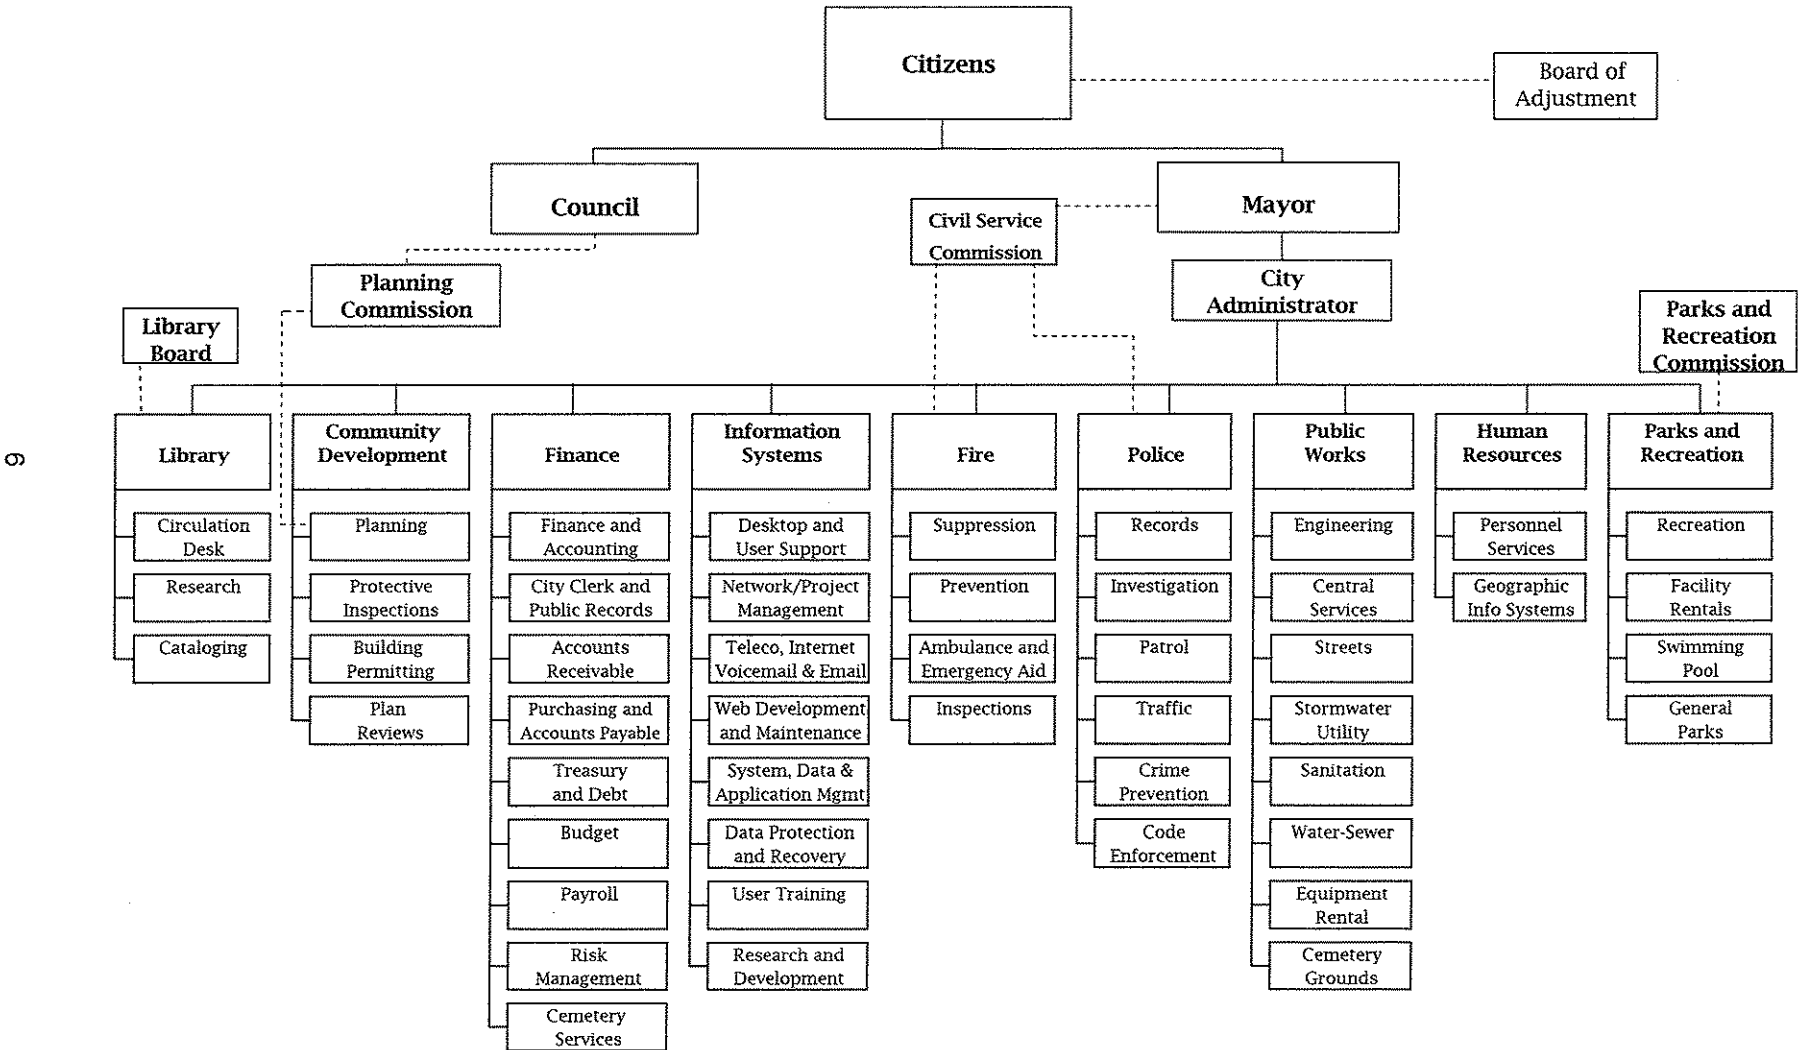 Citizens
Board of
Adjustment
Council
Mayor
Civil Service
Commission
Planning
Commission
City
Administrator
Library
Board
Parks and
Recreation
Commission
Library
Circulation
Desk
Research
Cataloging
Community
Development
Planning
Protective
Inspections
Building
Permitting
Plan
Reviews
Finance
Finance and
Accounting
City Clerk and
Public Records
Accounts
Receivable
Purchasing and
Accounts Payable
Treasury
and Debt
Budget
Payroll
Risk
Management
Cemetery
Services
Information
Systems
Desktop and
User Support
Network/Project
Management
Teleco, Internet
Voicemail & Email
Web Development
and Maintenance
System, Data &
Application Mgmt
Data Protection
and Recovery
User Training
Research and
Development
Fire
Suppression
Prevention
Ambulance and
Emergency Aid
Inspections
Police
Records
Investigation
Patrol
Traffic
Crime
Prevention
Code
Enforcement
Public
Works
Engineering
Central
Services
Streets
Stormwater
Utility
Sanitation
Water-Sewer
Equipment
Rental
Cemetery
Grounds
Human
Resources
Personnel
Services
Geographic
Info Systems
Parks and
Recreation
Recreation
Facility
Rentals
Swimming
Pool
General
Parks
9